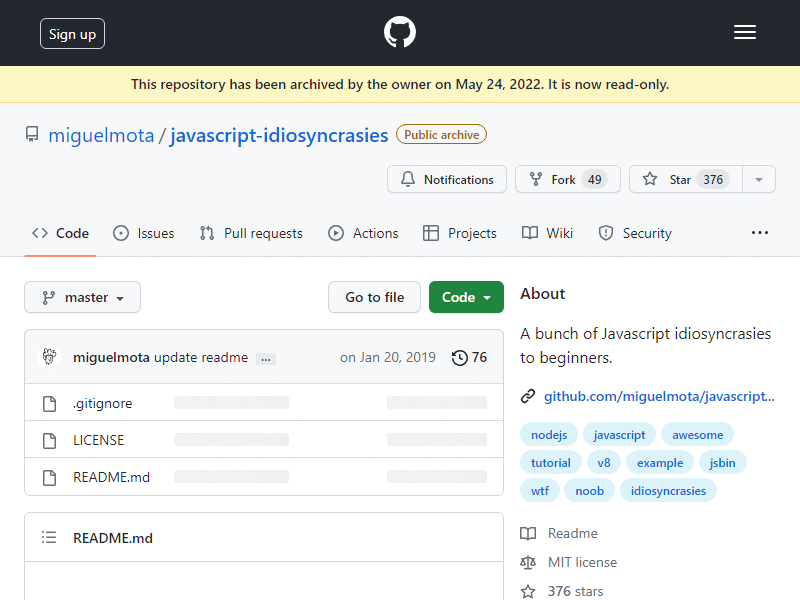 Sign up
This repository has been archived by the owner on May 24, 2022. It is now read-only.
miguelmota / javascript-idiosyncrasies Public archive
Notifications Fork 49 Star 376
Code Issues Pull requests Actions Projects Wiki Security ...
master Go to file Code
miguelmota update readme ... on Jan 20, 2019 76
.gitignore
LICENSE
README.md
README.md
About
A bunch of Javascript idiosyncrasies
to beginners.
github.com/miguelmota/javascript...
nodejs javascript awesome
tutorial v8 example jsbin
wtf noob idiosyncrasies
Readme
MIT license
376 stars